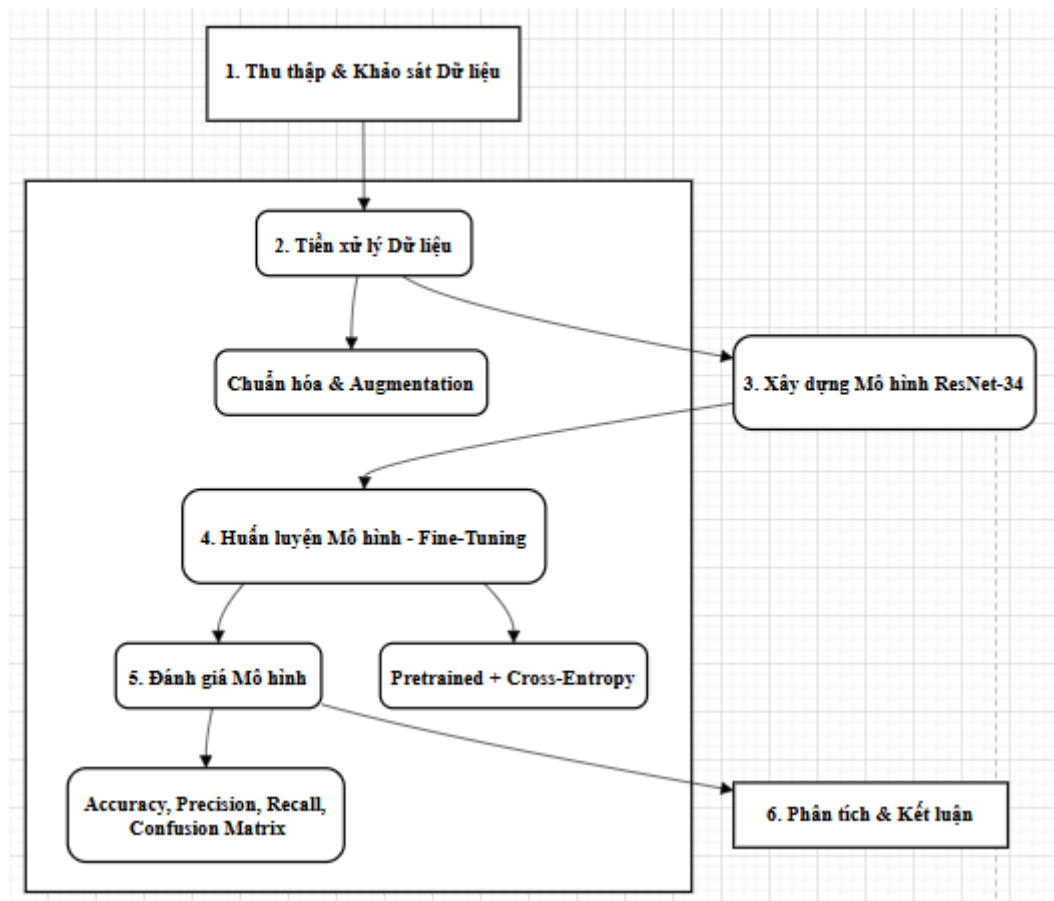 1. Thu thập & Khảo sát Dữ liệu
2. Tiền xử lý Dữ liệu
Chuẩn hóa & Augmentation
3. Xây dựng Mô hình ResNet-34
4. Huấn luyện Mô hình - Fine-Tuning
5. Đánh giá Mô hình
Pretrained + Cross-Entropy
Accuracy, Precision, Recall,
Confusion Matrix
6. Phân tích & Kết luận